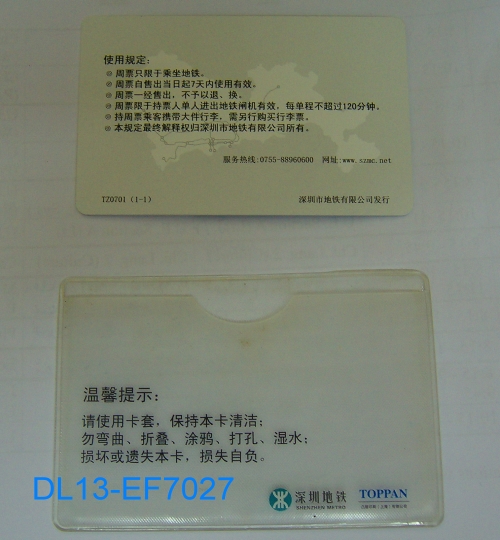 使用规定:
◎ 周票只限于乘坐地铁。
◎ 周票自售出当日起7天内使用有效。
◎ 周票一经售出，不予以退、换。
◎ 周票限于持票人单人进出地铁闸机有效，每单程不超过120分钟。
◎ 持周票乘客携带大件行李，需另行购买行李票。
◎ 本规定最终解释权归深圳市地铁有限公司所有。
服务热线:0755-88960600 网址:www.szmc.net
TZ0701 (1-1) 深圳市地铁有限公司发行
温馨提示:
请使用卡套，保持本卡清洁;
勿弯曲、折叠、涂鸦、打孔、湿水;
损坏或遗失本卡，损失自负。
DL13-EF7027
深圳地铁 TOPPAN
SHENZHEN METRO